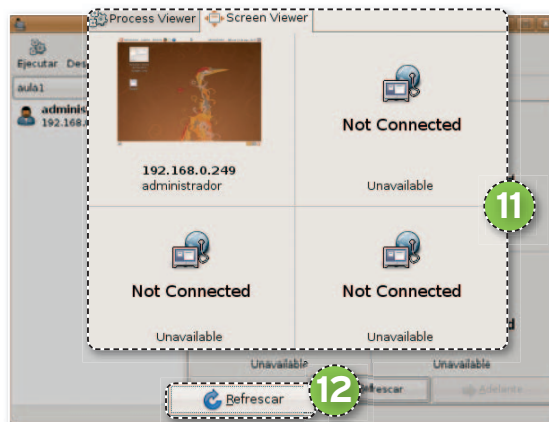 Process Viewer Screen Viewer
Ejecutar Des
aula1
adminis
192.168.
192.168.0.249
administrador
Not Connected
Unavailable
11
Not Connected
Unavailable
Not Connected
Unavailable
Unavailable
Unavailable
Refrescar
12
efrescar
Adelante